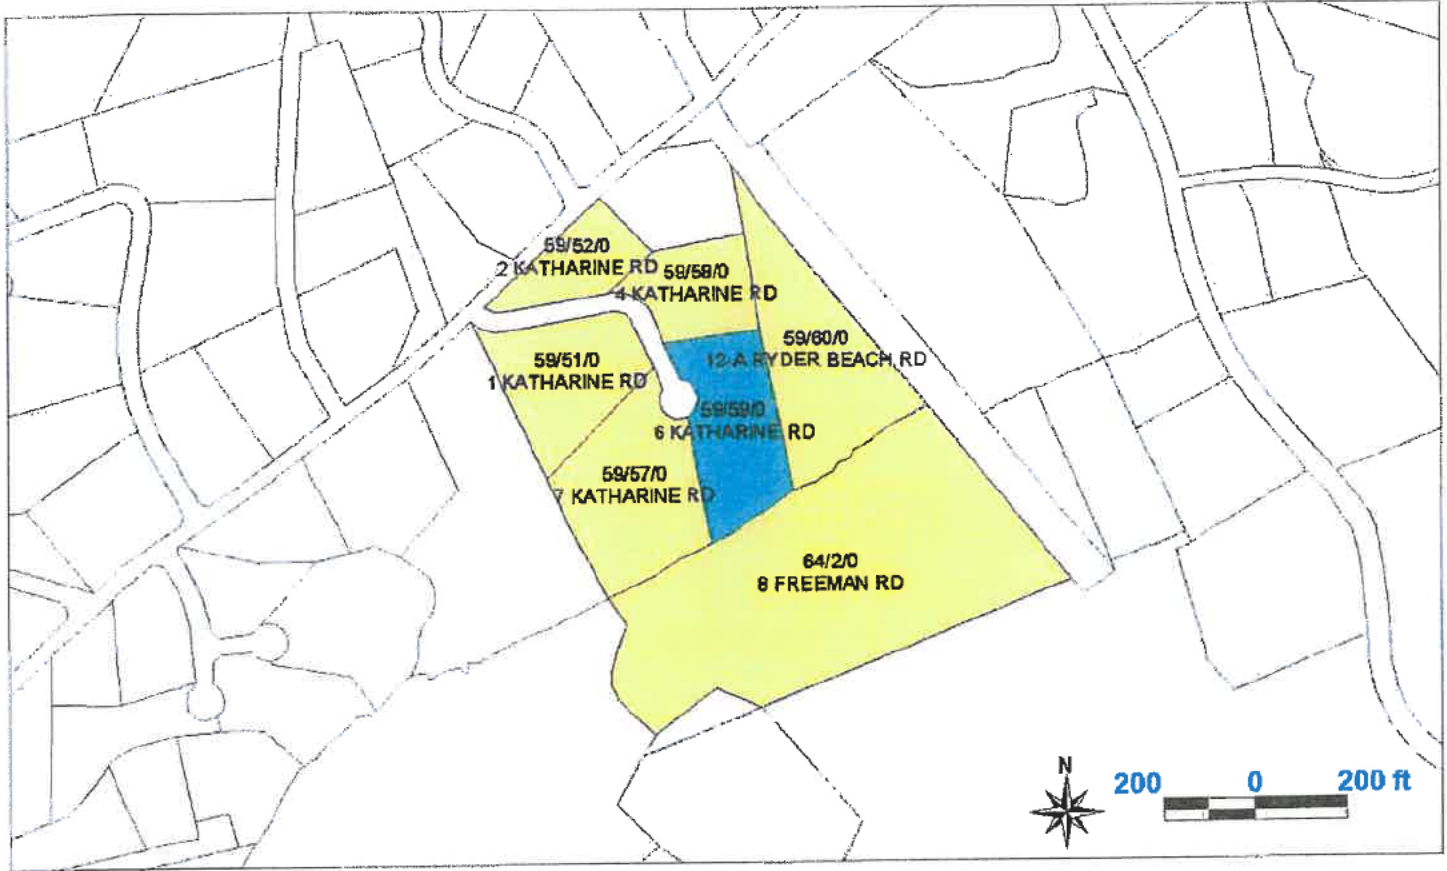 59/52/0
2 KATHARINE RD
59/58/0
4 KATHARINE RD
59/60/0
12-A RYDER BEACH RD
59/51/0
1 KATHARINE RD
59/59/0
6 KATHARINE RD
59/57/0
7 KATHARINE RD
64/2/0
8 FREEMAN RD
N
200 0 200 ft